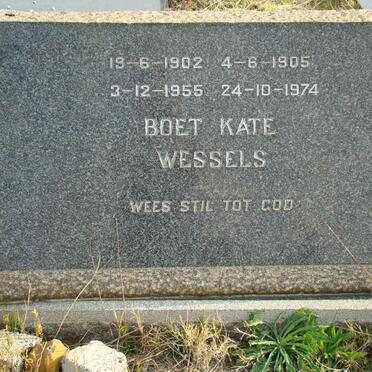 19-6-1902 4-6-1905
3-12-1955 24-10-1974
BOET KATE
WESSELS
WEES STIL TOT GOD